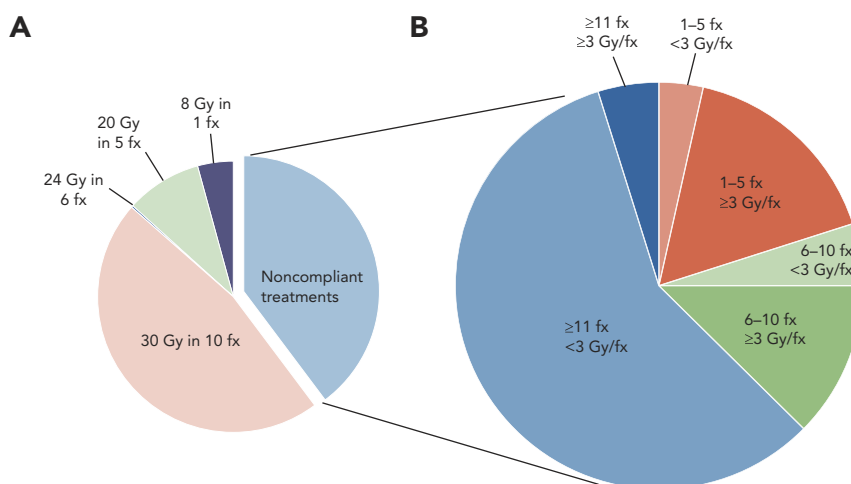 A
8 Gy in
1 fx
20 Gy
in 5 fx
24 Gy in
6 fx
Noncompliant
treatments
30 Gy in 10 fx
B
≥11 fx
≥3 Gy/fx
1–5 fx
<3 Gy/fx
1–5 fx
≥3 Gy/fx
6–10 fx
<3 Gy/fx
6–10 fx
≥3 Gy/fx
≥11 fx
<3 Gy/fx